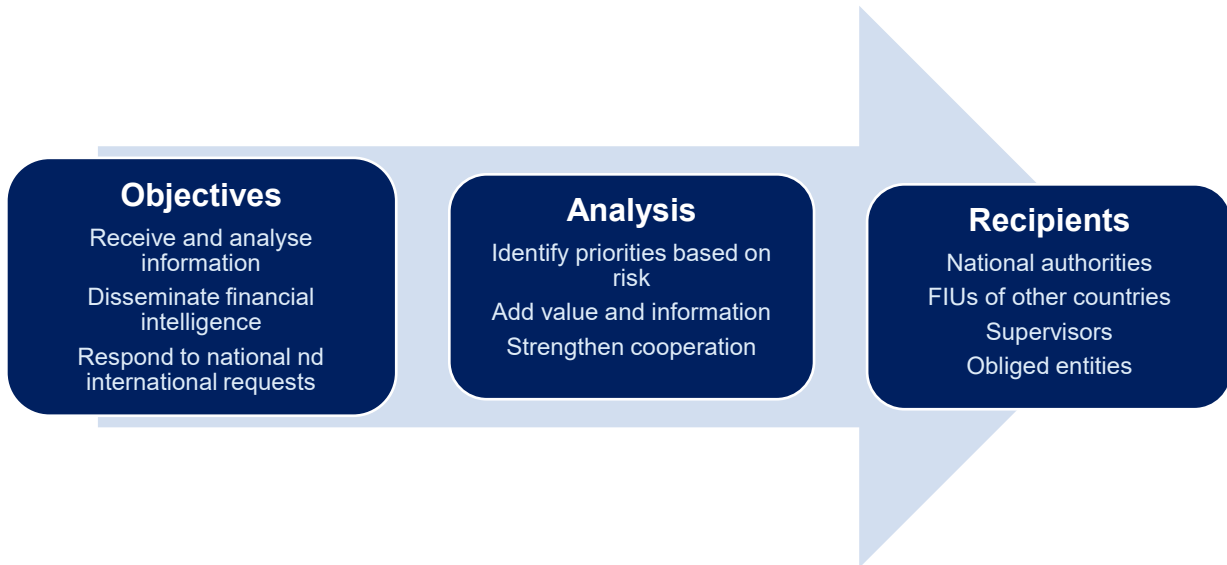 Objectives
Receive and analyse
information
Disseminate financial
intelligence
Respond to national nd
international requests
Analysis
Identify priorities based on
risk
Add value and information
Strengthen cooperation
Recipients
National authorities
FIUs of other countries
Supervisors
Obliged entities